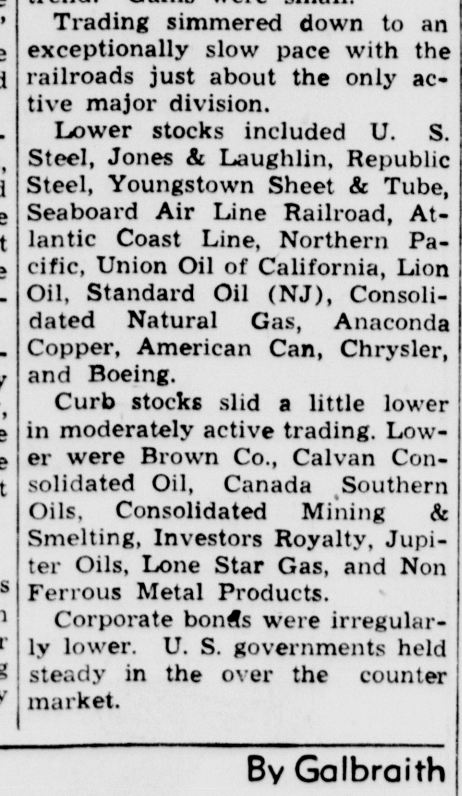 Trading simmered down to an
exceptionally slow pace with the
railroads just about the only ac-
tive major division.
Lower stocks included U. S.
Steel, Jones & Laughlin, Republic
Steel, Youngstown Sheet & Tube,
Seaboard Air Line Railroad, At-
lantic Coast Line, Northern Pa-
cific, Union Oil of California, Lion
Oil, Standard Oil (NJ), Consoli-
dated Natural Gas, Anaconda
Copper, American Can, Chrysler,
and Boeing.
Curb stocks slid a little lower
in moderately active trading. Low-
er were Brown Co., Calvan Con-
solidated Oil, Canada Southern
Oils, Consolidated Mining &
Smelting, Investors Royalty, Jupi-
ter Oils, Lone Star Gas, and Non
Ferrous Metal Products.
Corporate bonds were irregular-
ly lower. U. S. governments held
steady in the over the counter
market.
By Galbraith